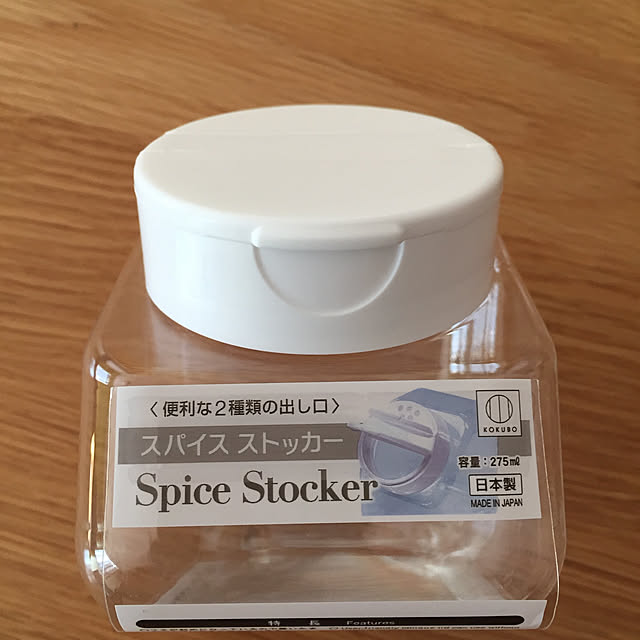 〈便利な2種類の出し口〉
スパイス ストッカー
Spice Stocker
KOKUBO
容量：275㎖
日本製
MADE IN JAPAN
特 長 Features